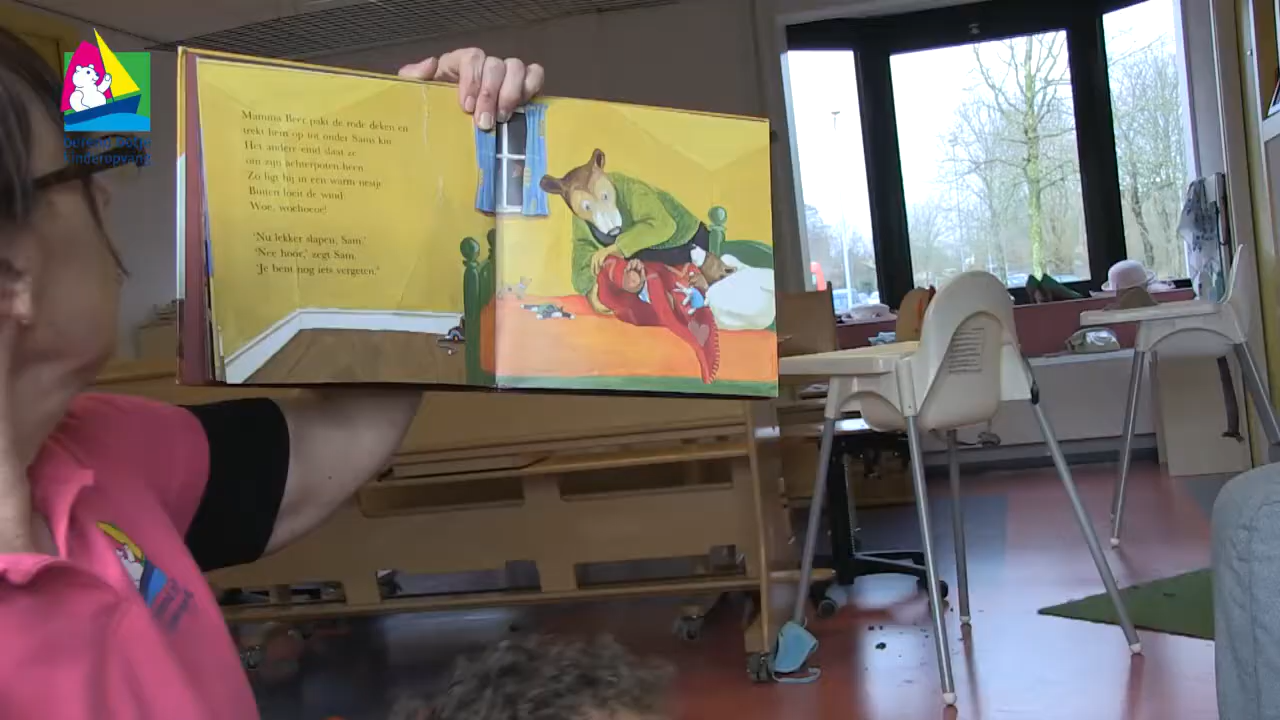 Mamma Beer pakt de rode deken en
trekt hem op tot onder Sams kin.
Het andere eind slaat ze
om zijn achterpoten heen.
Zo ligt hij in een warm nestje.
Buiten loeit de wind.
Woe, woehoeoe!
'Nu lekker slapen, Sam.'
'Nee hoor,' zegt Sam.
'Je bent nog iets vergeten.'
kinderopvang